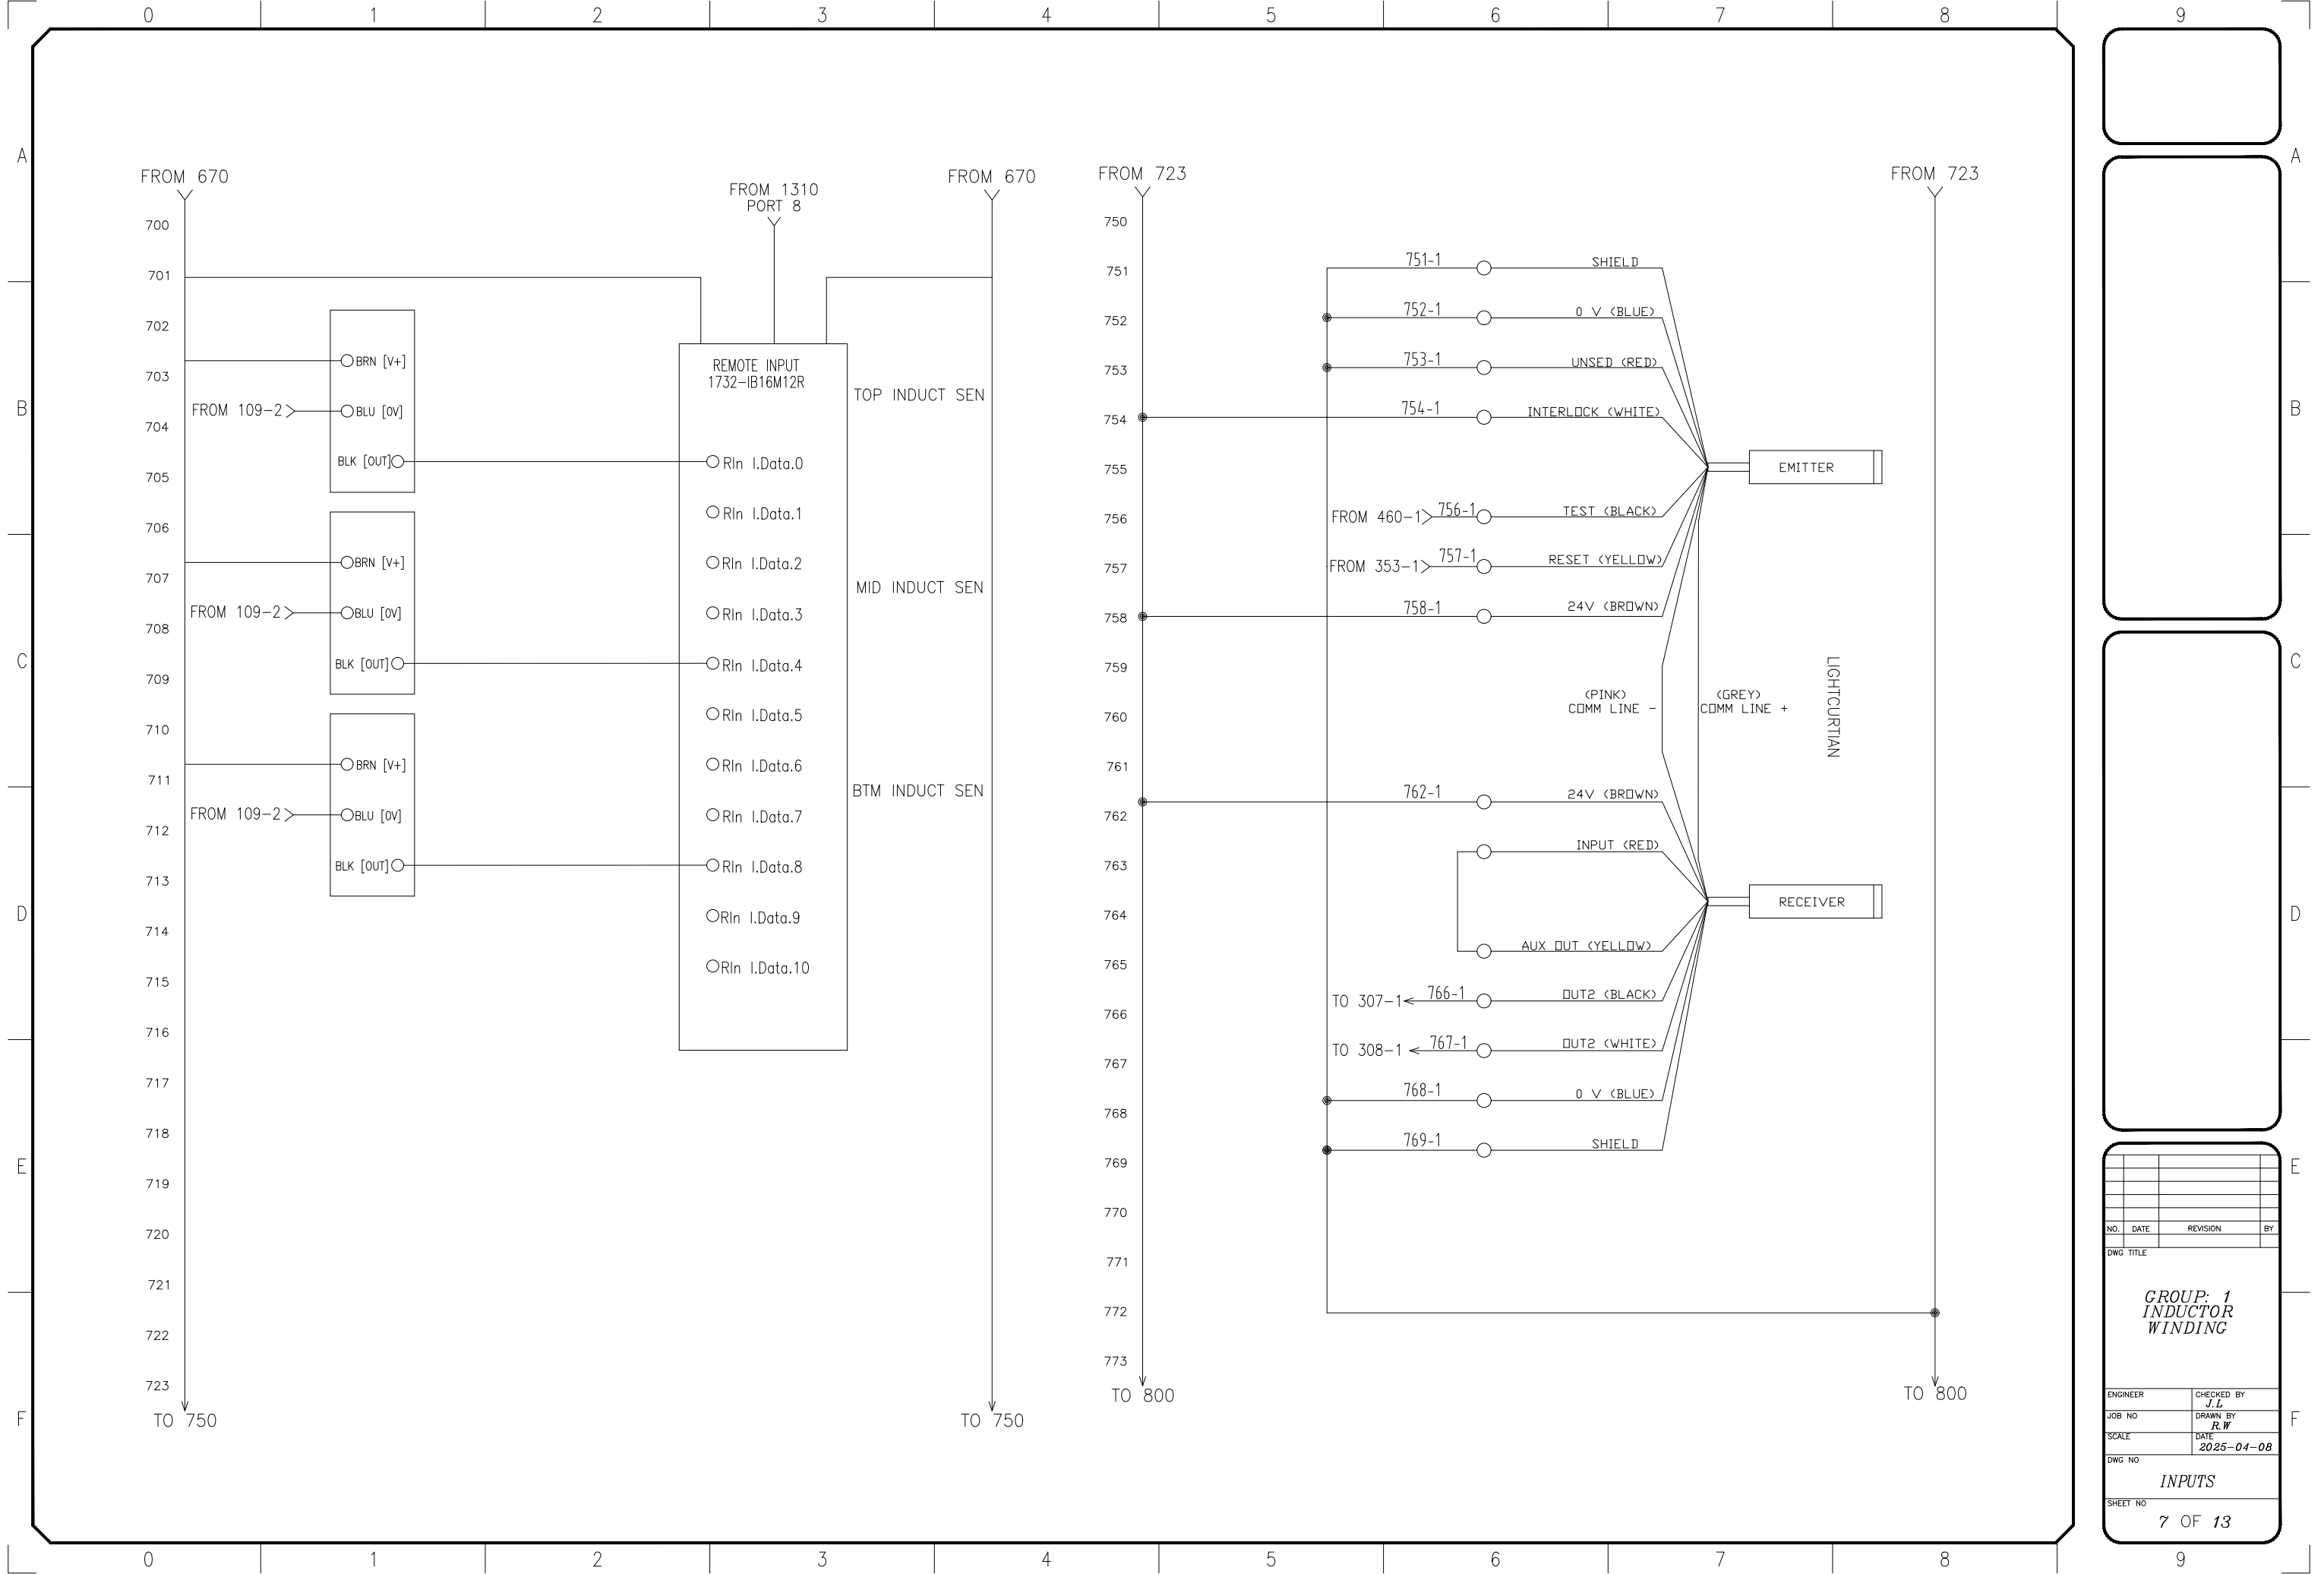 0 1 2 3 4 5 6 7 8 9
A
B
C
D
E
F
FROM 670
FROM 1310
PORT 8
FROM 670
700
701
702
703
704
705
706
707
708
709
710
711
712
713
714
715
716
717
718
719
720
721
722
723
BRN [V+]
FROM 109-2
BLU [0V]
BLK [OUT]
BRN [V+]
FROM 109-2
BLU [0V]
BLK [OUT]
BRN [V+]
FROM 109-2
BLU [0V]
BLK [OUT]
REMOTE INPUT
1732-IB16M12R
RIn I.Data.0
RIn I.Data.1
RIn I.Data.2
RIn I.Data.3
RIn I.Data.4
RIn I.Data.5
RIn I.Data.6
RIn I.Data.7
RIn I.Data.8
RIn I.Data.9
RIn I.Data.10
TOP INDUCT SEN
MID INDUCT SEN
BTM INDUCT SEN
TO 750
TO 750
FROM 723
FROM 723
750
751
752
753
754
755
756
757
758
759
760
761
762
763
764
765
766
767
768
769
770
771
772
773
751-1 SHIELD
752-1 0 V (BLUE)
753-1 UNSED (RED)
754-1 INTERLOCK (WHITE)
EMITTER
FROM 460-1 756-1 TEST (BLACK)
FROM 353-1 757-1 RESET (YELLOW)
758-1 24V (BROWN)
(PINK)
COMM LINE -
(GREY)
COMM LINE +
LIGHTCURTIAN
762-1 24V (BROWN)
INPUT (RED)
RECEIVER
AUX OUT (YELLOW)
TO 307-1 766-1 OUT2 (BLACK)
TO 308-1 767-1 OUT2 (WHITE)
768-1 0 V (BLUE)
769-1 SHIELD
TO 800
TO 800
A
B
C
D
E
F
NO. DATE REVISION BY
DWG TITLE
GROUP: 1
INDUCTOR
WINDING
ENGINEER
CHECKED BY
J.L
JOB NO
DRAWN BY
R.W
SCALE
DATE
2025-04-08
DWG NO
INPUTS
SHEET NO
7 OF 13
0 1 2 3 4 5 6 7 8 9